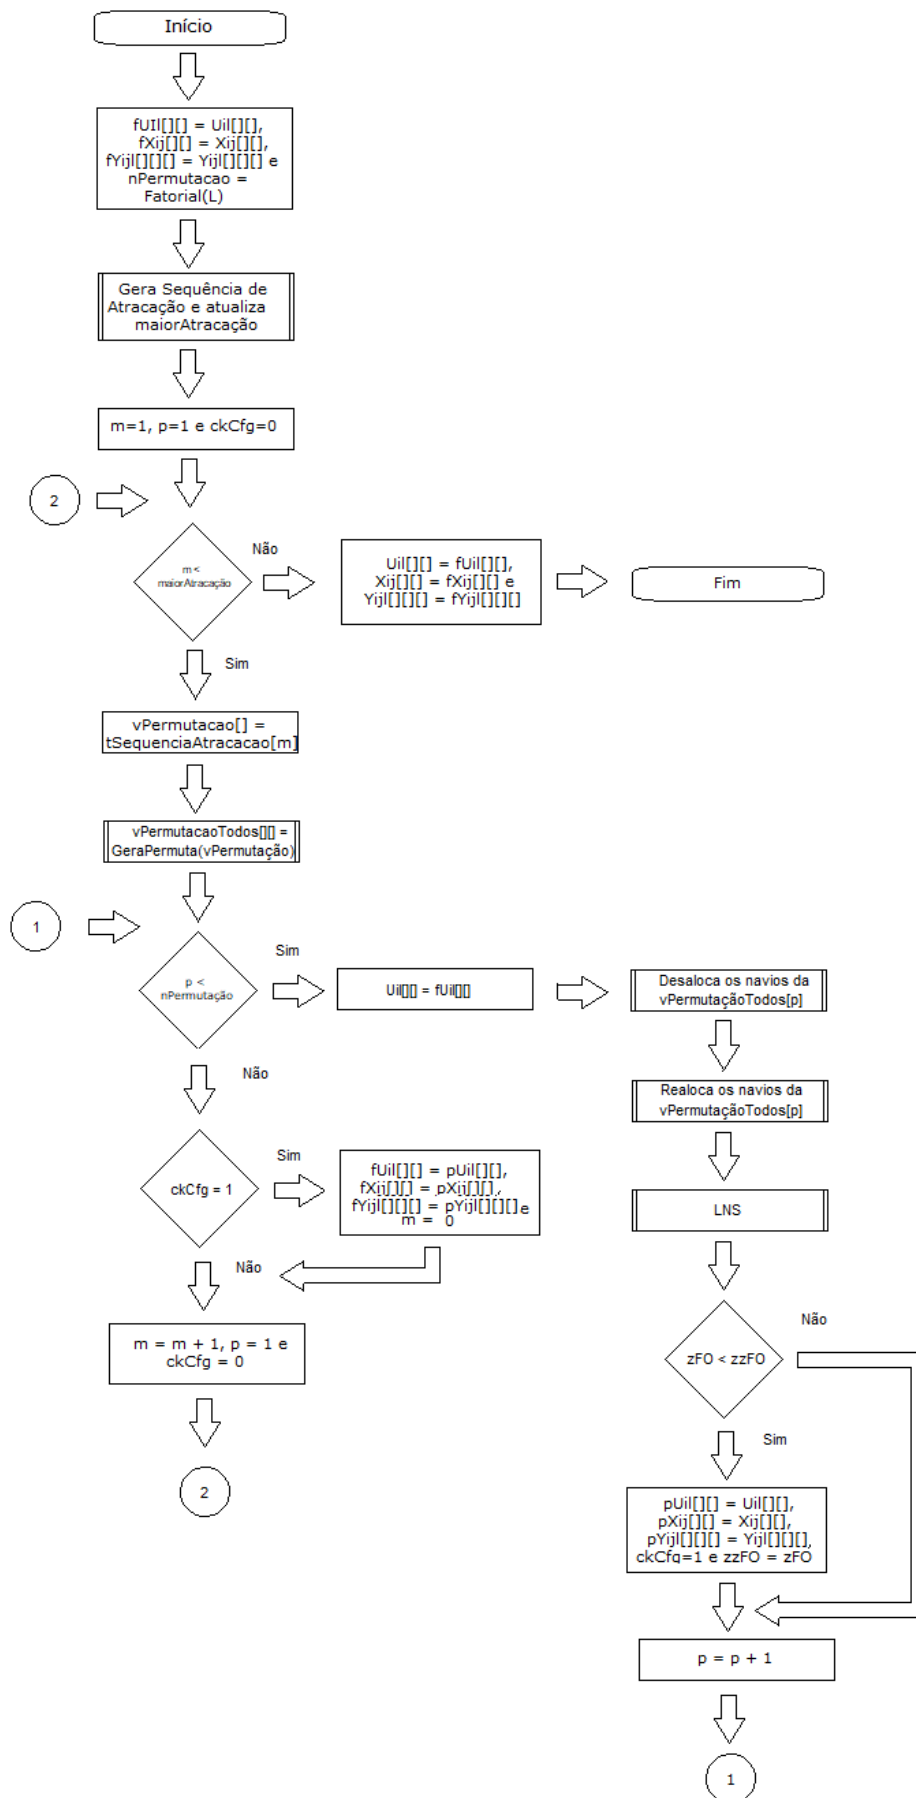 Início
fUIl[][] = Uil[][],
fXij[][] = Xij[][],
fYijl[][][] = Yijl[][][] e
nPermutacao =
Fatorial(L)
Gera Sequência de
Atracação e atualiza
maiorAtracação
m=1, p=1 e ckCfg=0
2
m <
maiorAtracação
Não
Uil[][] = fUil[][],
Xij[][] = fXij[][] e
Yijl[][][] = fYijl[][][]
Fim
Sim
vPermutacao[] =
tSequenciaAtracacao[m]
vPermutacaoTodos[][] =
GeraPermuta(vPermutação)
1
p <
nPermutação
Sim
Uil[][] = fUil[][]
Desaloca os navios da
vPermutaçãoTodos[p]
Não
Realoca os navios da
vPermutaçãoTodos[p]
ckCfg = 1
Sim
fUil[][] = pUil[][],
fXij[][] = pXij[][],
fYijl[][][] = pYijl[][][] e
m = 0
LNS
Não
m = m + 1, p = 1 e
ckCfg = 0
zFO < zzFO
Não
Sim
2
pUil[][] = Uil[][],
pXij[][] = Xij[][],
pYijl[][][] = Yijl[][][],
ckCfg=1 e zzFO = zFO
p = p + 1
1